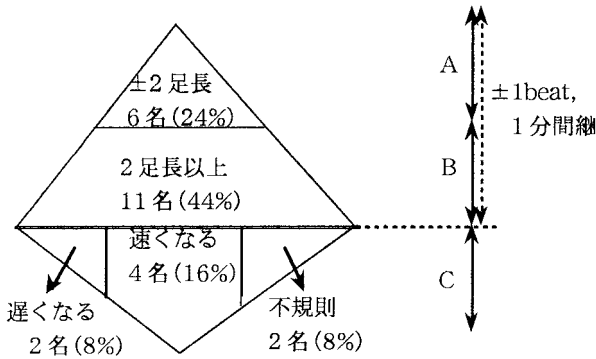 ±2足長
6名(24%)
2足長以上
11名(44%)
速くなる
4名(16%)
遅くなる
2名(8%)
不規則
2名(8%)
A
B
C
±1beat,
1分間継